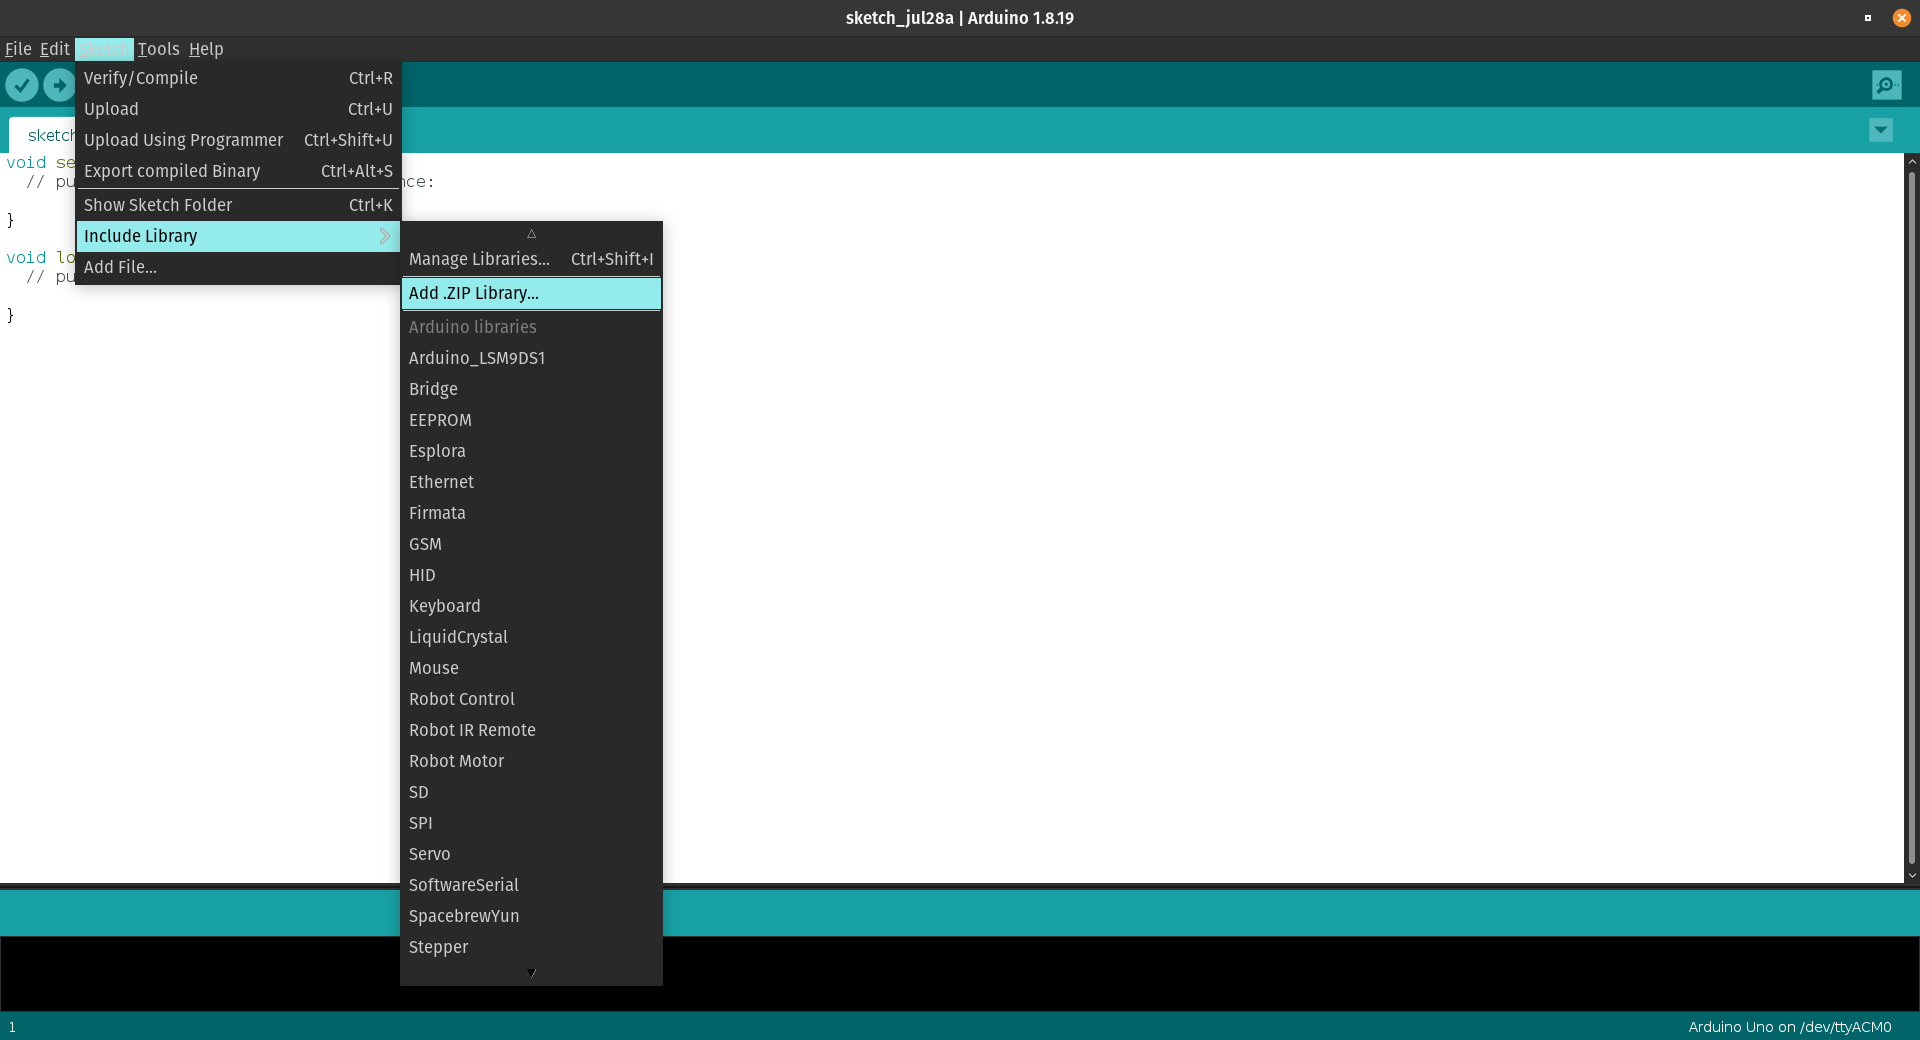 sketch_jul28a | Arduino 1.8.19
File Edit Sketch Tools Help
Verify/Compile Ctrl+R
Upload Ctrl+U
Upload Using Programmer Ctrl+Shift+U
Export compiled Binary Ctrl+Alt+S
Show Sketch Folder Ctrl+K
Include Library
Add File...
sketch
void se
// pu nce:
}
void lo
// pu
}
Manage Libraries... Ctrl+Shift+I
Add .ZIP Library...
Arduino libraries
Arduino_LSM9DS1
Bridge
EEPROM
Esplora
Ethernet
Firmata
GSM
HID
Keyboard
LiquidCrystal
Mouse
Robot Control
Robot IR Remote
Robot Motor
SD
SPI
Servo
SoftwareSerial
SpacebrewYun
Stepper
1
Arduino Uno on /dev/ttyACM0